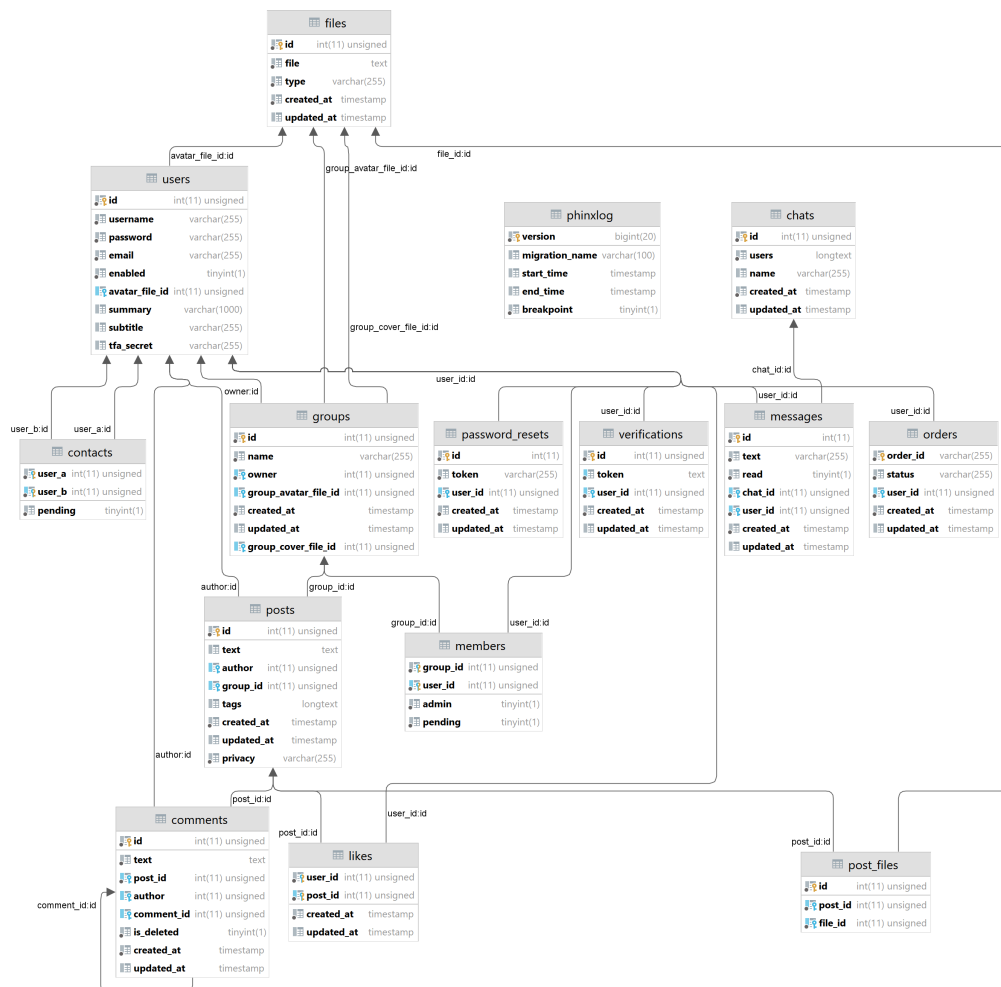 files
id int(11) unsigned
file text
type varchar(255)
created_at timestamp
updated_at timestamp
avatar_file_id:id
group_avatar_file_id:id
file_id:id
users
id int(11) unsigned
username varchar(255)
password varchar(255)
email varchar(255)
enabled tinyint(1)
avatar_file_id int(11) unsigned
summary varchar(1000)
subtitle varchar(255)
tfa_secret varchar(255)
phinxlog
version bigint(20)
migration_name varchar(100)
start_time timestamp
end_time timestamp
breakpoint tinyint(1)
chats
id int(11) unsigned
users longtext
name varchar(255)
created_at timestamp
updated_at timestamp
group_cover_file_id:id
chat_id:id
user_id:id
owner:id
user_id:id
user_id:id
user_id:id
user_b:id
user_a:id
contacts
user_a int(11) unsigned
user_b int(11) unsigned
pending tinyint(1)
groups
id int(11) unsigned
name varchar(255)
owner int(11) unsigned
group_avatar_file_id int(11) unsigned
created_at timestamp
updated_at timestamp
group_cover_file_id int(11) unsigned
password_resets
id int(11)
token varchar(255)
user_id int(11) unsigned
created_at timestamp
updated_at timestamp
verifications
id int(11) unsigned
token text
user_id int(11) unsigned
created_at timestamp
updated_at timestamp
messages
id int(11)
text varchar(255)
read tinyint(1)
chat_id int(11) unsigned
user_id int(11) unsigned
created_at timestamp
updated_at timestamp
orders
order_id varchar(255)
status varchar(255)
user_id int(11) unsigned
created_at timestamp
updated_at timestamp
author:id
group_id:id
group_id:id
user_id:id
posts
id int(11) unsigned
text text
author int(11) unsigned
group_id int(11) unsigned
tags longtext
created_at timestamp
updated_at timestamp
privacy varchar(255)
members
group_id int(11) unsigned
user_id int(11) unsigned
admin tinyint(1)
pending tinyint(1)
author:id
post_id:id
user_id:id
post_id:id
post_id:id
comments
id int(11) unsigned
text text
post_id int(11) unsigned
author int(11) unsigned
comment_id int(11) unsigned
is_deleted tinyint(1)
created_at timestamp
updated_at timestamp
comment_id:id
likes
user_id int(11) unsigned
post_id int(11) unsigned
created_at timestamp
updated_at timestamp
post_files
id int(11) unsigned
post_id int(11) unsigned
file_id int(11) unsigned